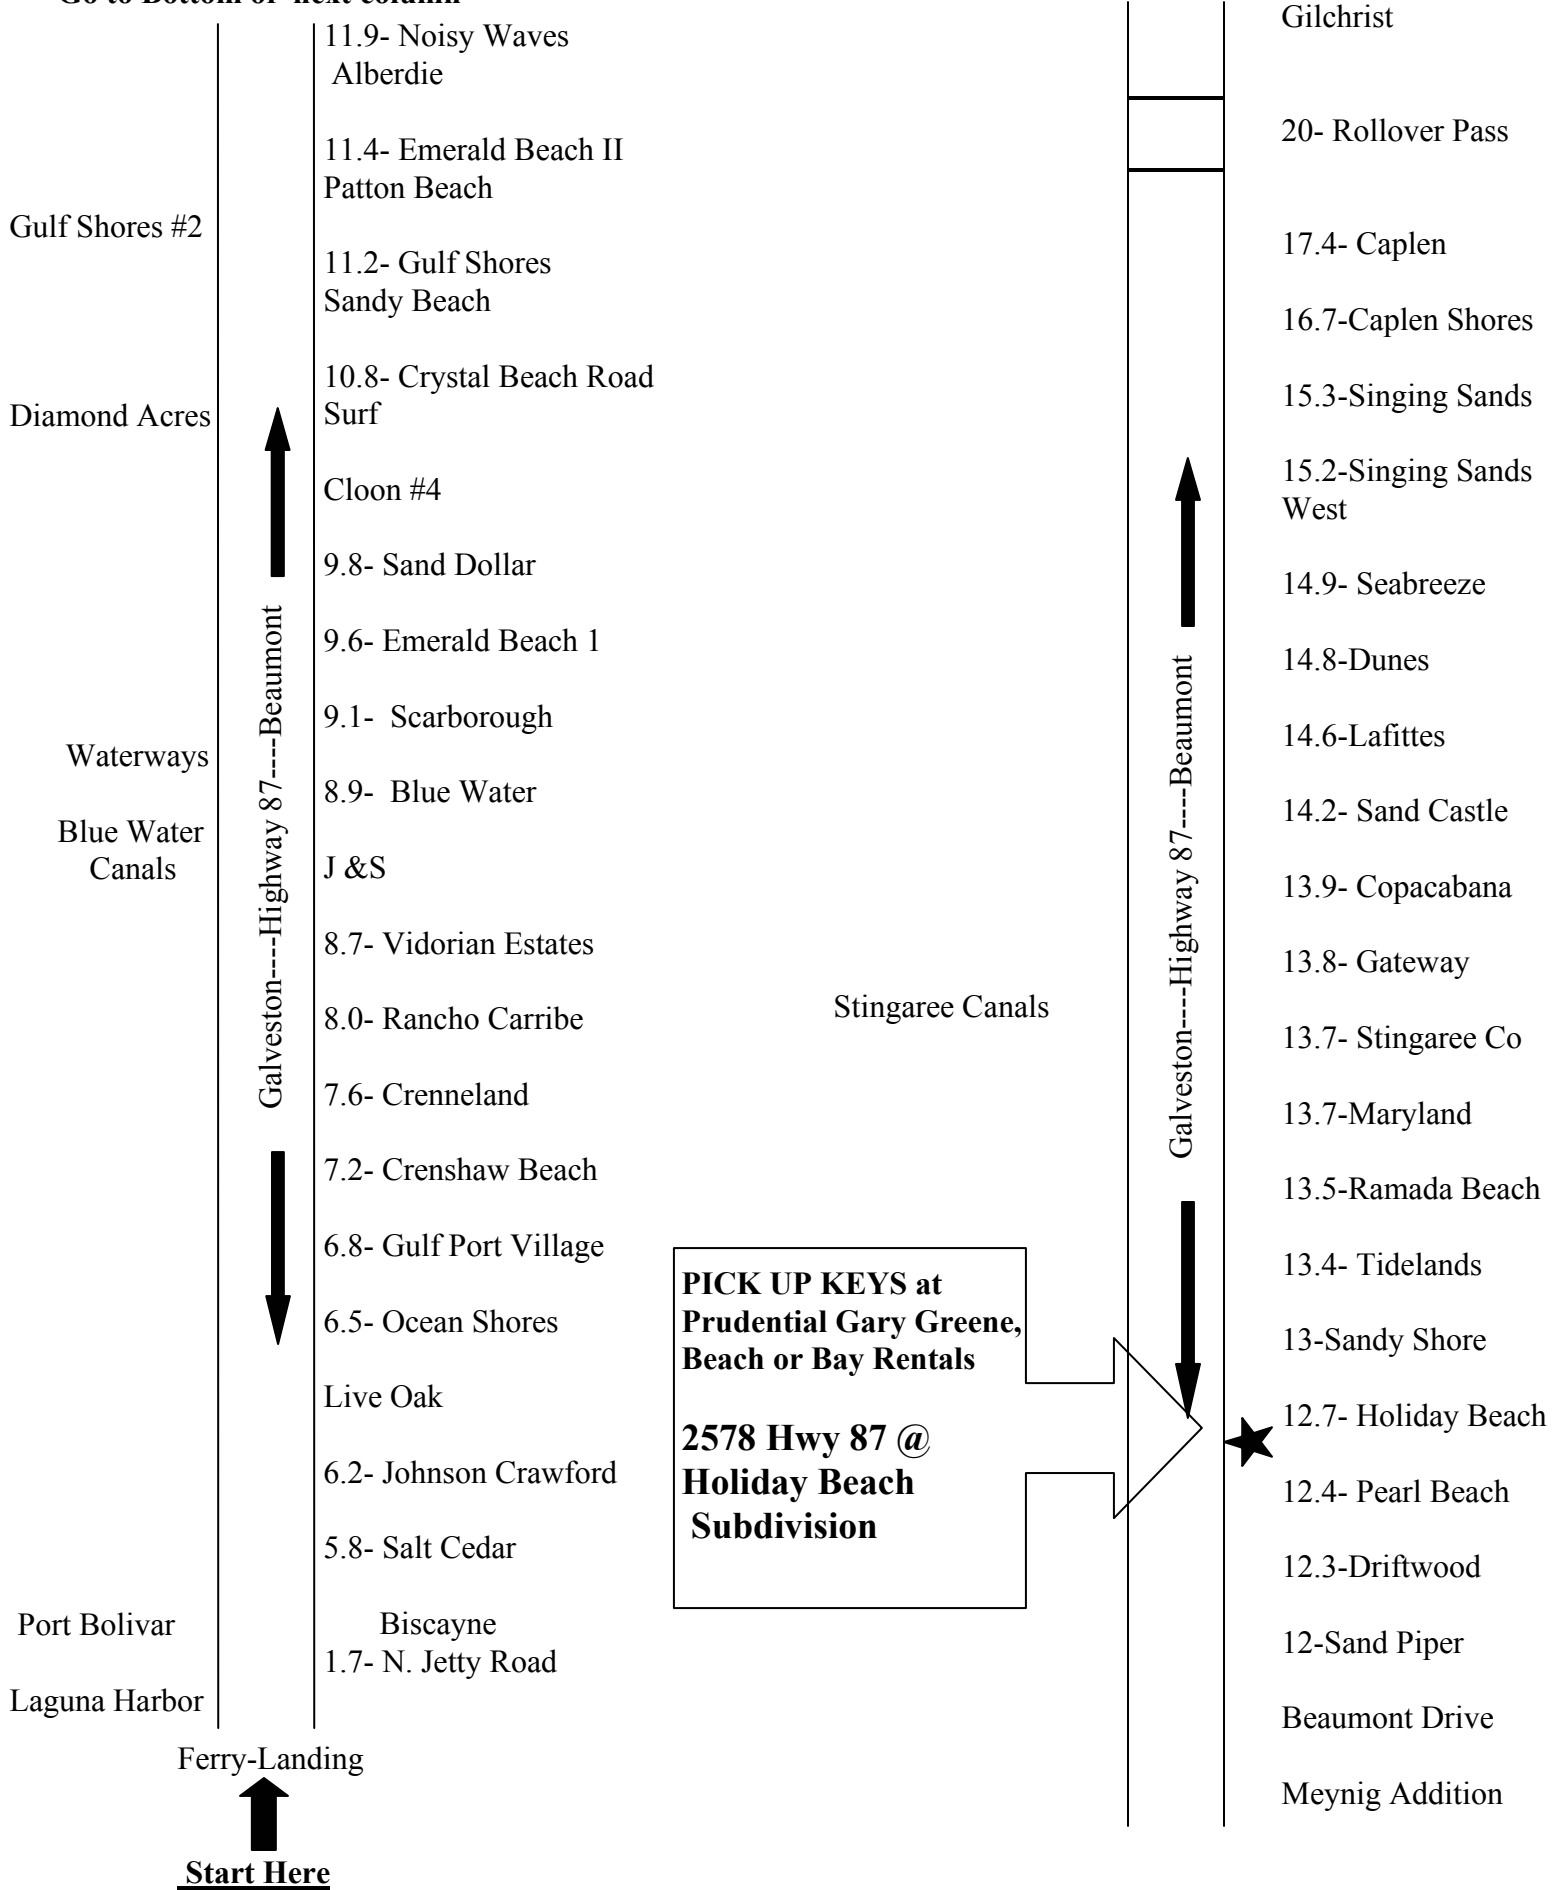 Go to Bottom of next column
11.9- Noisy Waves
Alberdie
11.4- Emerald Beach II
Patton Beach
Gulf Shores #2
11.2- Gulf Shores
Sandy Beach
10.8- Crystal Beach Road
Surf
Diamond Acres
Cloon #4
9.8- Sand Dollar
9.6- Emerald Beach 1
9.1- Scarborough
Waterways
8.9- Blue Water
Blue Water
Canals
J &S
8.7- Vidorian Estates
8.0- Rancho Carribe
7.6- Crenneland
7.2- Crenshaw Beach
6.8- Gulf Port Village
6.5- Ocean Shores
Live Oak
6.2- Johnson Crawford
5.8- Salt Cedar
Port Bolivar
Biscayne
1.7- N. Jetty Road
Laguna Harbor
Galveston-----Highway 87----Beaumont
Ferry-Landing
Start Here
Stingaree Canals
PICK UP KEYS at
Prudential Gary Greene,
Beach or Bay Rentals
2578 Hwy 87 @
Holiday Beach
Subdivision
Galveston-----Highway 87----Beaumont
Gilchrist
20- Rollover Pass
17.4- Caplen
16.7-Caplen Shores
15.3-Singing Sands
15.2-Singing Sands
West
14.9- Seabreeze
14.8-Dunes
14.6-Lafittes
14.2- Sand Castle
13.9- Copacabana
13.8- Gateway
13.7- Stingaree Co
13.7-Maryland
13.5-Ramada Beach
13.4- Tidelands
13-Sandy Shore
12.7- Holiday Beach
12.4- Pearl Beach
12.3-Driftwood
12-Sand Piper
Beaumont Drive
Meynig Addition